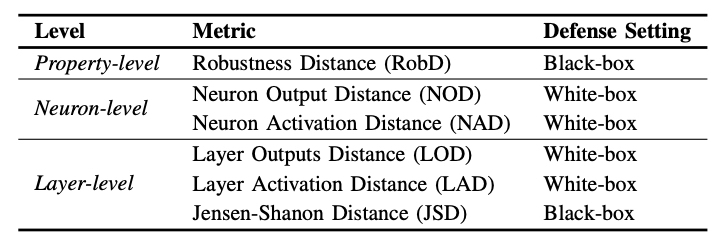 Level Metric Defense Setting
Property-level Robustness Distance (RobD) Black-box
Neuron-level
Neuron Output Distance (NOD) White-box
Neuron Activation Distance (NAD) White-box
Layer-level
Layer Outputs Distance (LOD) White-box
Layer Activation Distance (LAD) White-box
Jensen-Shanon Distance (JSD) Black-box